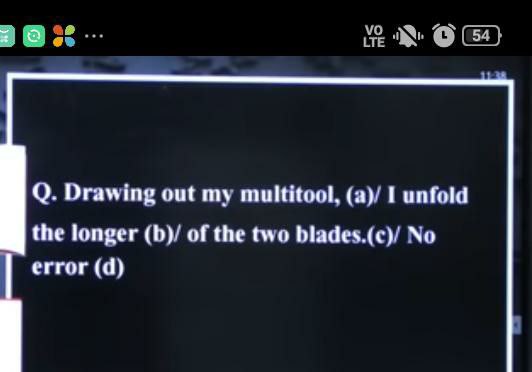 VO
LTE
54
11:38
Q. Drawing out my multitool, (a)/ I unfold
the longer (b)/ of the two blades.(c)/ No
error (d)